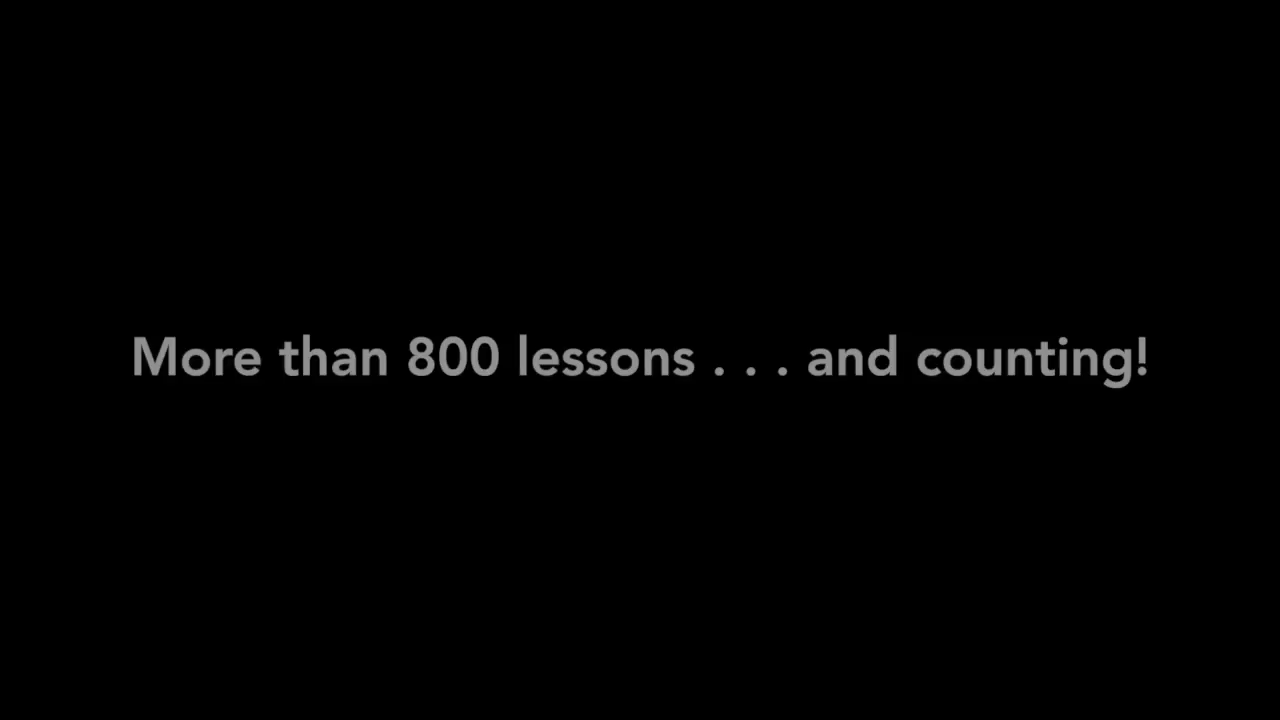 More than 800 lessons . . . and counting!